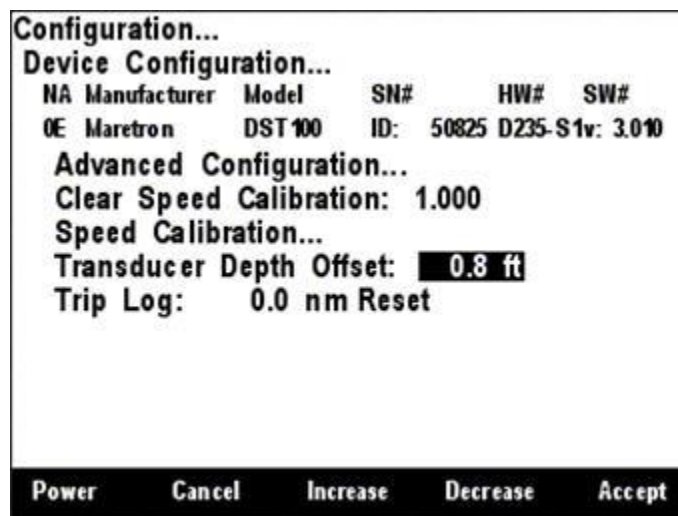 Configuration...
Device Configuration...
NA Manufacturer Model SN# HW# SW#
0E Maretron DST100 ID: 50825 D235-S1v: 3.010
Advanced Configuration...
Clear Speed Calibration: 1.000
Speed Calibration...
Transducer Depth Offset: 0.8 ft
Trip Log: 0.0 nm Reset
Power Cancel Increase Decrease Accept